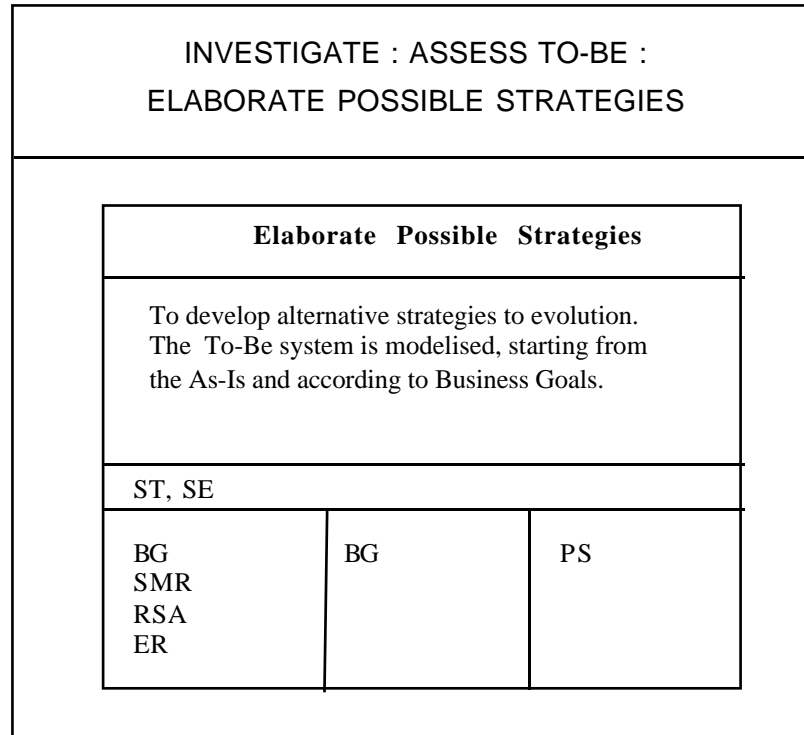 INVESTIGATE : ASSESS TO-BE :
ELABORATE POSSIBLE STRATEGIES
Elaborate Possible Strategies
To develop alternative strategies to evolution.
The To-Be system is modelised, starting from
the As-Is and according to Business Goals.
ST, SE
BG
SMR
RSA
ER
BG
PS